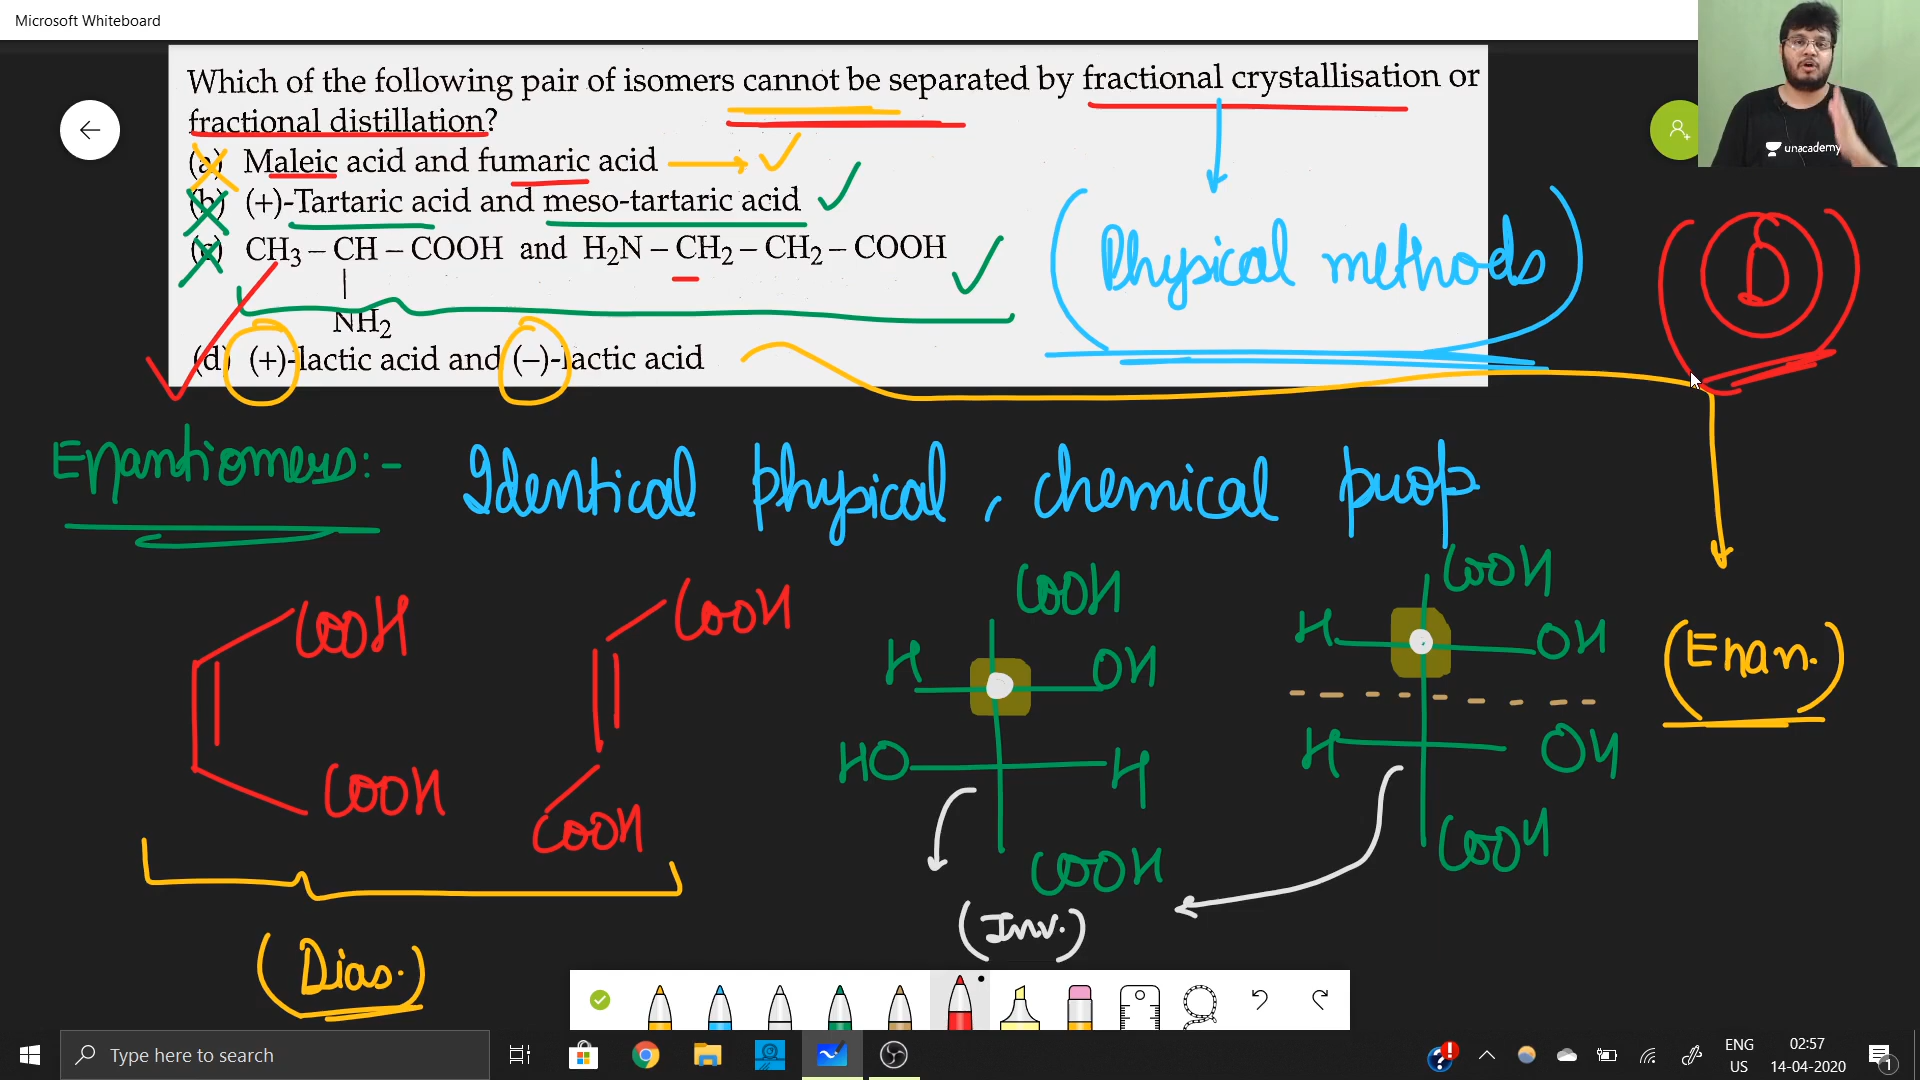 Microsoft Whiteboard
Which of the following pair of isomers cannot be separated by fractional crystallisation or
fractional distillation?
(a) Maleic acid and fumaric acid
(b) (+)-Tartaric acid and meso-tartaric acid
(c) CH3 – CH – COOH and H2N – CH2 – CH2 – COOH
NH2
(d) (+)-lactic acid and (–)-lactic acid
unacademy
Physical methods
D
Enantiomers:-
Identical physical, chemical prop
COOH
COOH
COOH
COOH
(Dias.)
COOH
H OH
HO H
COOH
(Inv.)
COOH
H OH
H OH
COOH
(Enan.)
Type here to search
ENG
US
02:57
14-04-2020
1